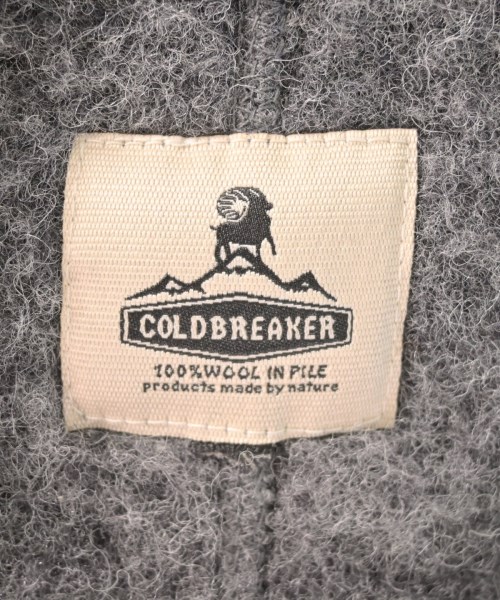 COLDBREAKER
100% WOOL IN PILE
products made by nature